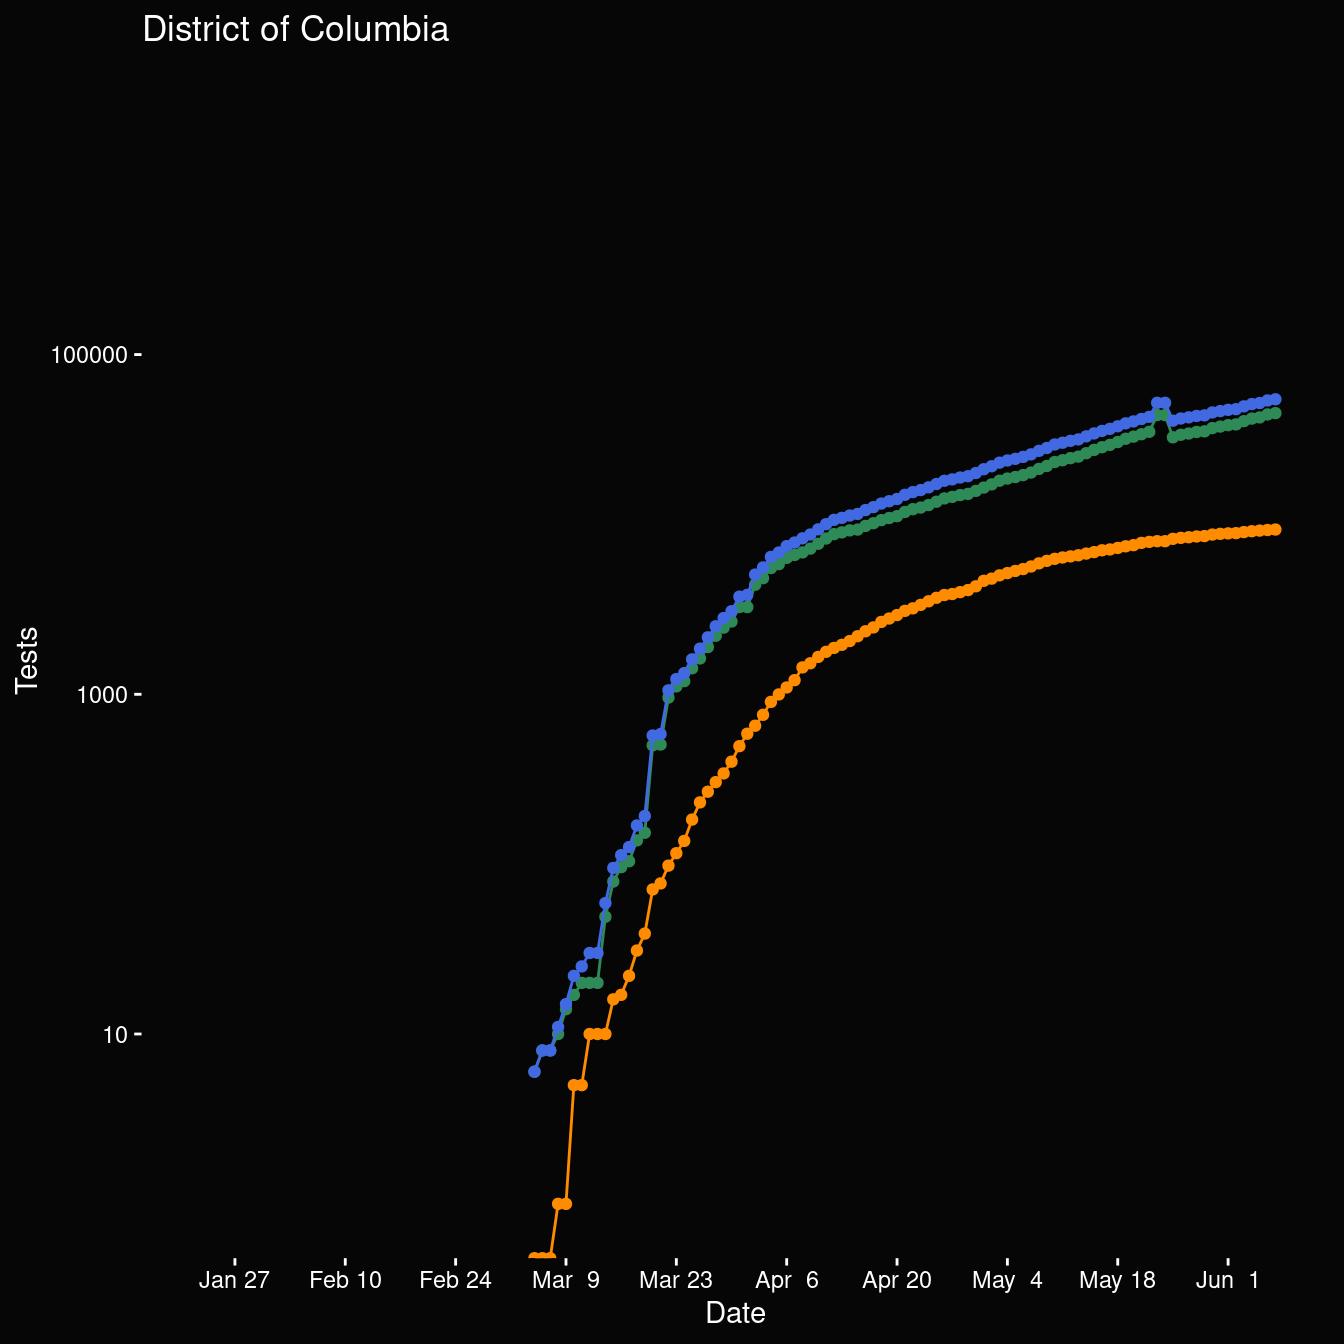 District of Columbia
100000
1000
10
Tests
Jan 27 Feb 10 Feb 24 Mar  9 Mar 23 Apr  6 Apr 20 May  4 May 18 Jun  1
Date